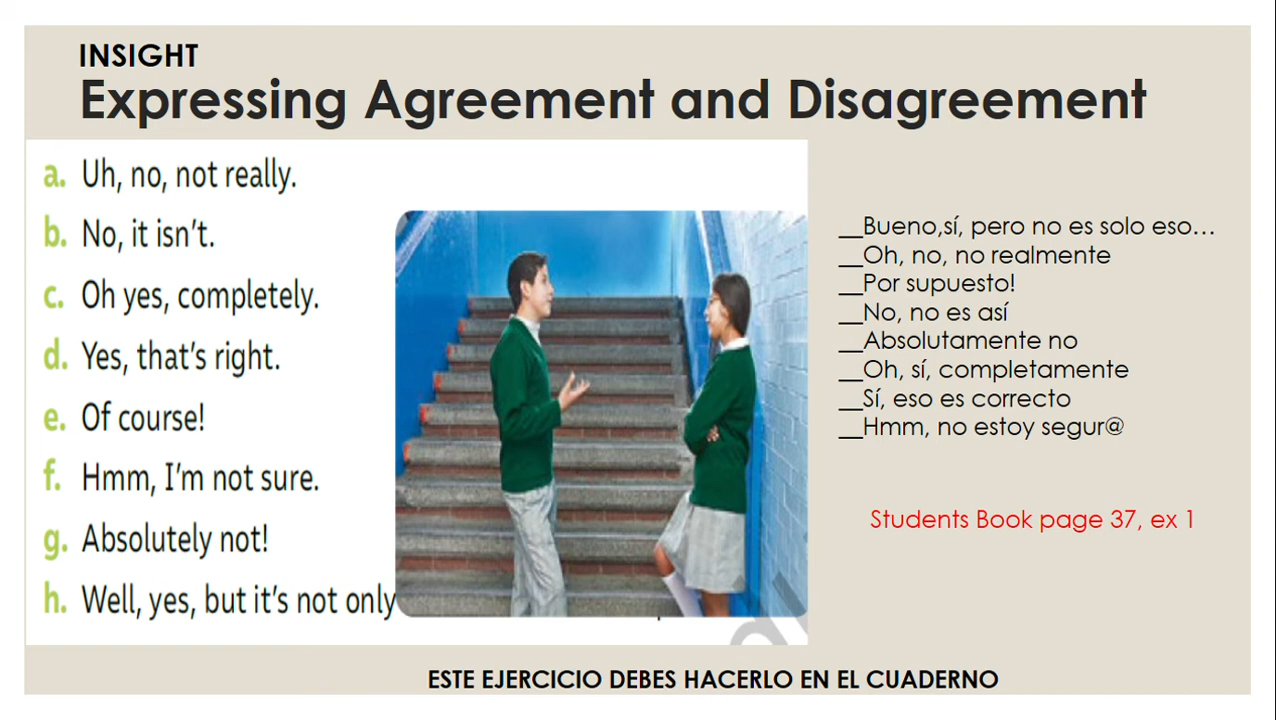 INSIGHT
Expressing Agreement and Disagreement
a. Uh, no, not really.
b. No, it isn't.
c. Oh yes, completely.
d. Yes, that's right.
e. Of course!
f. Hmm, I'm not sure.
g. Absolutely not!
h. Well, yes, but it's not only
__Bueno,sí, pero no es solo eso...
__Oh, no, no realmente
__Por supuesto!
__No, no es así
__Absolutamente no
__Oh, sí, completamente
__Sí, eso es correcto
__Hmm, no estoy segur@
Students Book page 37, ex 1
ESTE EJERCICIO DEBES HACERLO EN EL CUADERNO